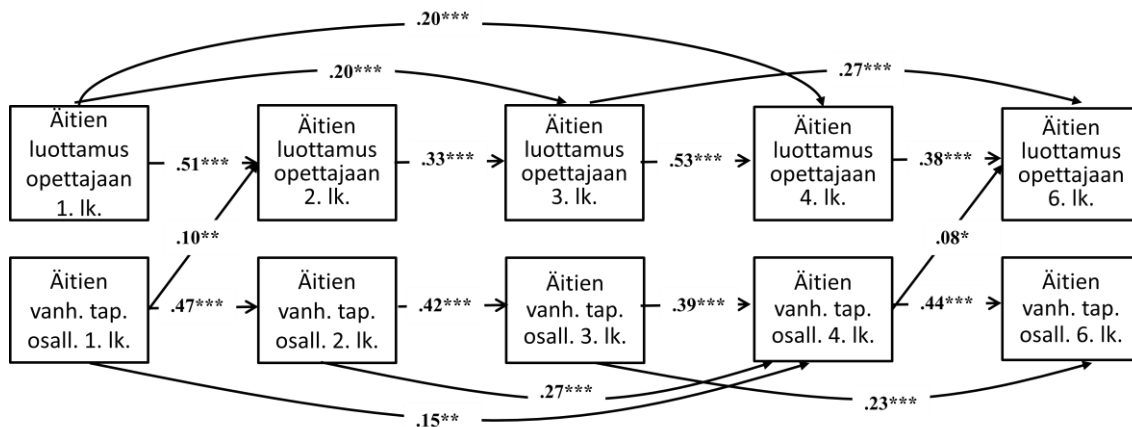 .20***
.20***
.27***
Äitien
luottamus
opettajaan
1. lk.
.51***
Äitien
luottamus
opettajaan
2. lk.
.33***
Äitien
luottamus
opettajaan
3. lk.
.53***
Äitien
luottamus
opettajaan
4. lk.
.38***
Äitien
luottamus
opettajaan
6. lk.
.10**
.08*
Äitien
vanh. tap.
osall. 1. lk.
.47***
Äitien
vanh. tap.
osall. 2. lk.
.42***
Äitien
vanh. tap.
osall. 3. lk.
.39***
Äitien
vanh. tap.
osall. 4. lk.
.44***
Äitien
vanh. tap.
osall. 6. lk.
.27***
.23***
.15**